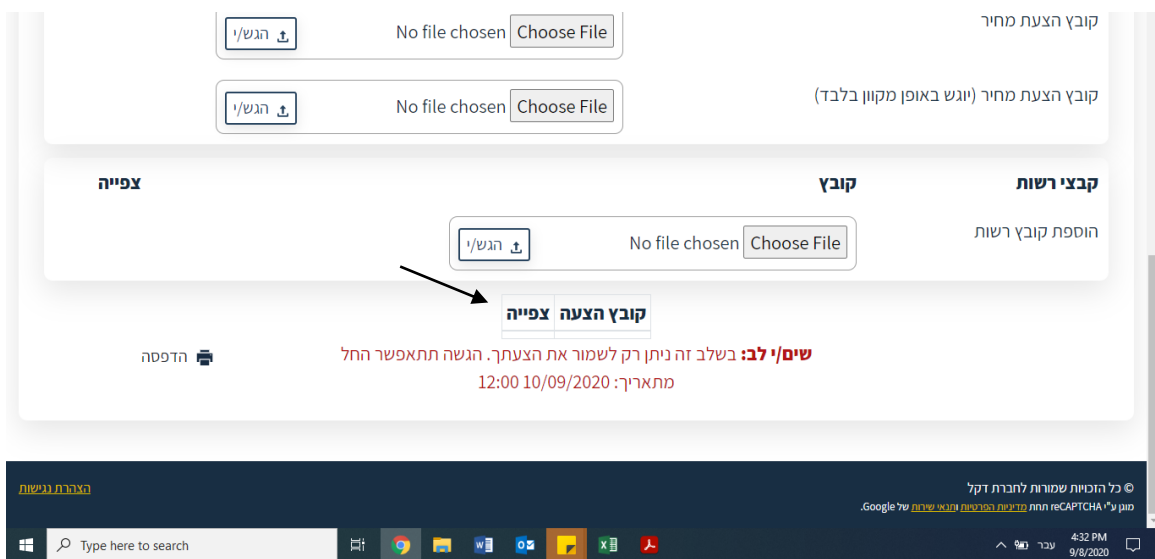 קובץ הצעת מחיר
Choose File No file chosen
הגש/י
קובץ הצעת מחיר (יוגש באופן מקוון בלבד)
Choose File No file chosen
הגש/י
קבצי רשות קובץ צפייה
הוספת קובץ רשות
Choose File No file chosen
הגש/י
קובץ הצעה צפייה
שים/י לב: בשלב זה ניתן רק לשמור את הצעתך. הגשה תתאפשר החל
מתאריך: 10/09/2020 12:00
הדפסה
© כל הזכויות שמורות לחברת דקל
מוגן ע"י reCAPTCHA תחת מדיניות הפרטיות ותנאי שירות של Google.
הצהרת נגישות
Type here to search
עבר
4:32 PM
9/8/2020